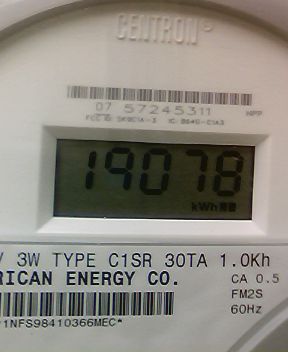 CENTRON®
07 57245311 NPP
19078
kWh
V 3W TYPE C1SR 30TA 1.0Kh
RICAN ENERGY CO. CA 0.5
FM2S
60Hz
1NFS98410366MEC*